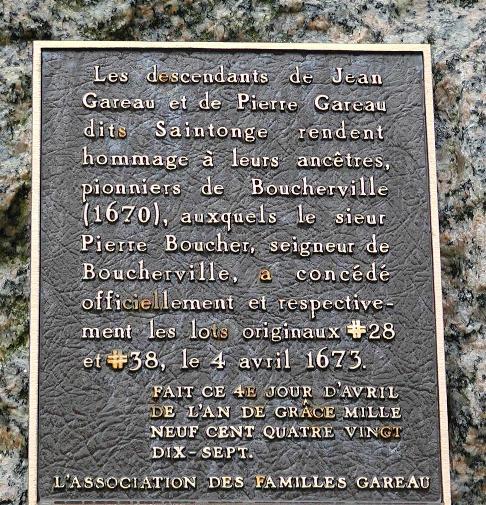 Les descendants de Jean
Gareau et de Pierre Gareau
dits Saintonge rendent
hommage à leurs ancêtres,
pionniers de Boucherville
(1670), auxquels le sieur
Pierre Boucher, seigneur de
Boucherville, a concédé
officiellement et respective-
ment les lots originaux #28
et #38, le 4 avril 1673.
FAIT CE 4E JOUR D'AVRIL
DE L'AN DE GRÂCE MILLE
NEUF CENT QUATRE VINGT
DIX-SEPT.
L'ASSOCIATION DES FAMILLES GAREAU